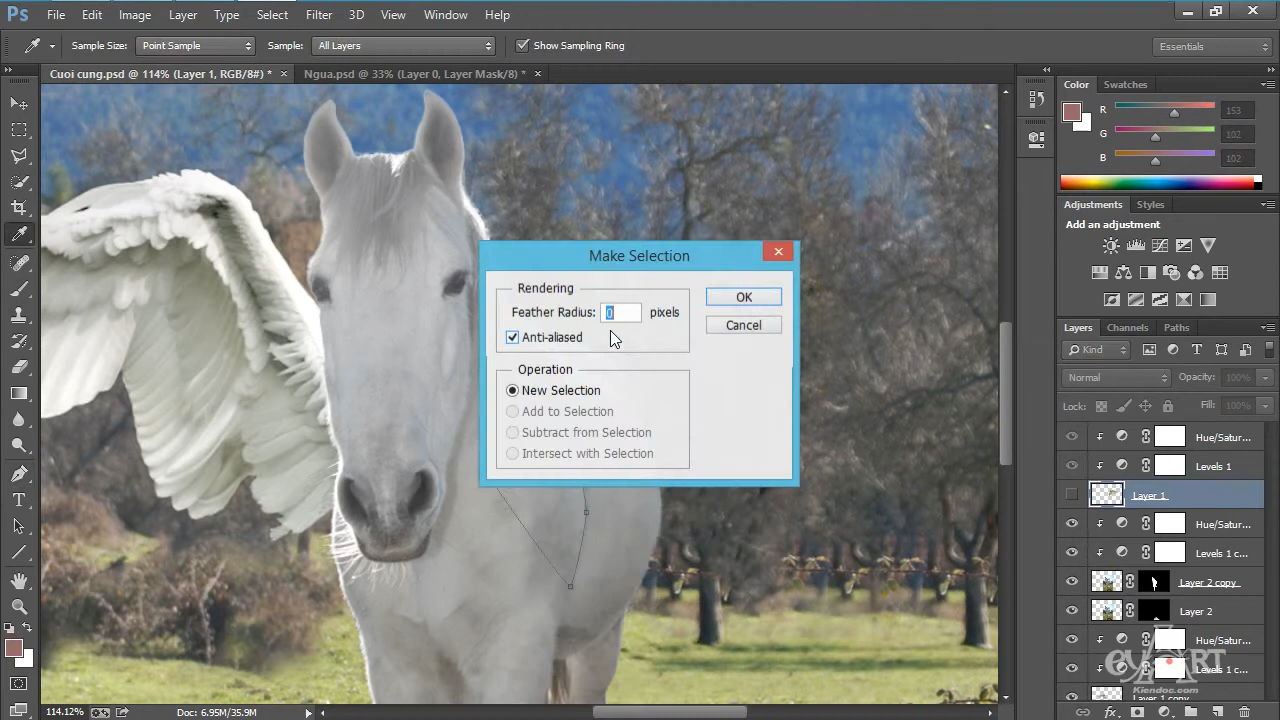 Ps File Edit Image Layer Type Select Filter 3D View Window Help
Sample Size: Point Sample Sample: All Layers Show Sampling Ring Essentials
Cuoi cung.psd @ 114% (Layer 1, RGB/8#) * × Ngua.psd @ 33% (Layer 0, Layer Mask/8) * ×
Color Swatches
R 153
G 102
B 102
Adjustments Styles
Add an adjustment
Make Selection
Rendering
Feather Radius: 0 pixels
Anti-aliased
OK
Cancel
Operation
New Selection
Add to Selection
Subtract from Selection
Intersect with Selection
Layers Channels Paths
Kind
Normal Opacity: 100%
Lock: Fill: 100%
Hue/Satur...
Levels 1
Layer 1
Hue/Satur...
Levels 1 c...
Layer 2 copy
Layer 2
Hue/Satur...
Levels 1 c...
Layer 1 copy
Kiendoc.com
114.12% Doc: 6.95M/35.9M